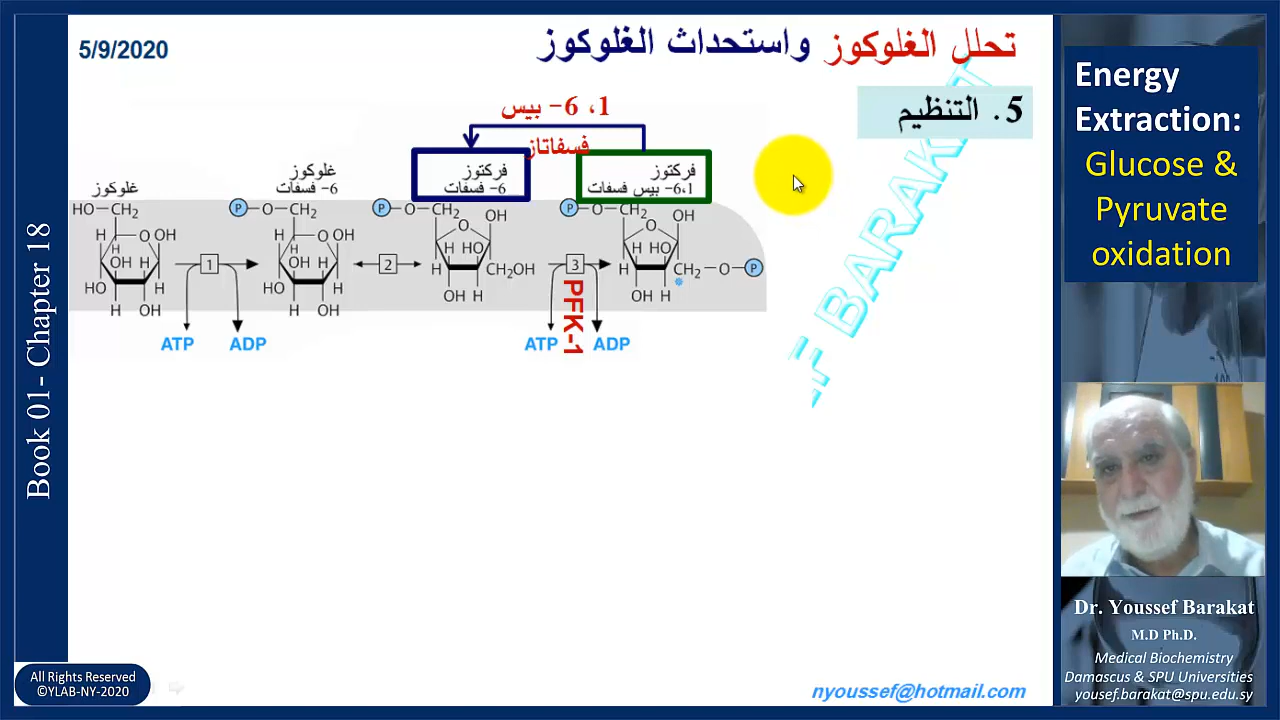 5/9/2020
تحلل الغلوكوز واستحداث الغلوكوز
5. التنظيم
1، 6- بيس
فسفاتاز
غلوكوز
غلوكوز
6- فسفات
فركتوز
6- فسفات
فركتوز
6،1- بيس فسفات
HO—CH₂
P—O—CH₂
P—O—CH₂
OH
P—O—CH₂
OH
H
O
OH
H
OH
H
HO
H
H
OH
H
O
OH
H
OH
H
HO
H
H
OH
O
H
HO
H
CH₂OH
OH
H
O
H
HO
H
CH₂—O—P
OH
H
1
2
3
PFK-1
ATP
ADP
ATP
ADP
F BARAKAT
Book 01- Chapter 18
All Rights Reserved
©YLAB-NY-2020
nyoussef@hotmail.com
Energy
Extraction:
Glucose &
Pyruvate
oxidation
100
Dr. Youssef Barakat
M.D Ph.D.
Medical Biochemistry
Damascus & SPU Universities
yousef.barakat@spu.edu.sy